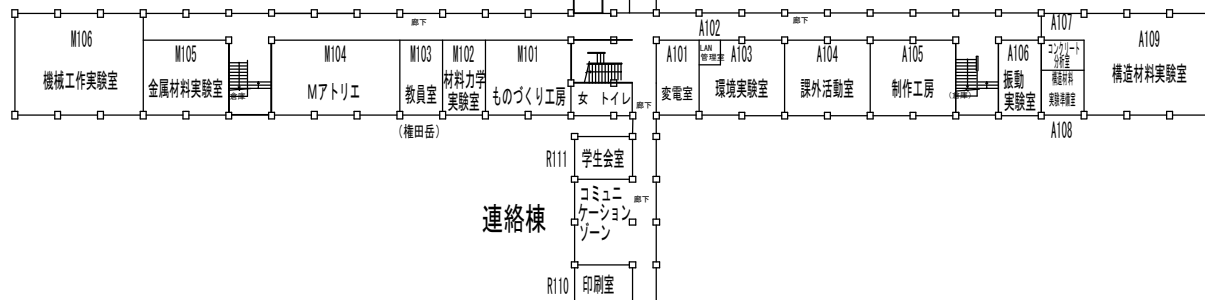 M106
機械工作実験室
M105
金属材料実験室
倉庫
廊下
M104
Mアトリエ
M103
教員室
M102
材料力学
実験室
M101
ものづくり工房
(権田岳)
女 トイレ
廊下
A101
変電室
A102
LAN
管理室
A103
環境実験室
廊下
A104
課外活動室
A105
制作工房
(倉庫)
A106
振動
実験室
A107
コンクリート
分析室
構造材料
実験準備室
A108
A109
構造材料実験室
R111
学生会室
コミュニ
ケーション
ゾーン
廊下
連絡棟
R110
印刷室